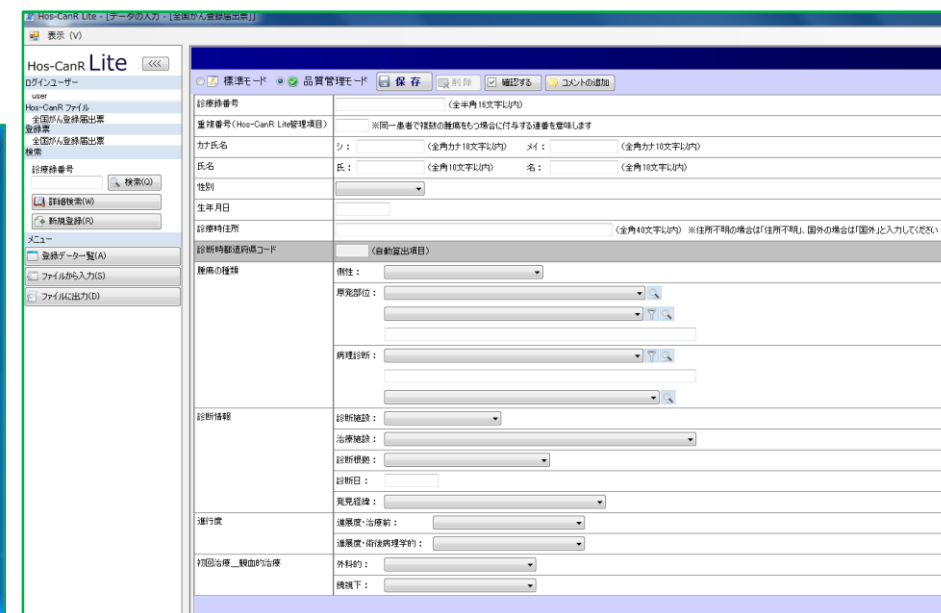 Hos-CanR Lite - [データの入力 - [全国がん登録届出票]]
表示 (V)
Hos-CanR Lite <<<
ログインユーザー
user
Hos-CanR ファイル
全国がん登録届出票
登録票
全国がん登録届出票
検索
診療録番号
検索(Q)
詳細検索(W)
新規登録(R)
メニュー
登録データ一覧(A)
ファイルから入力(S)
ファイルに出力(D)
標準モード 品質管理モード 保存 削除 確認する コメントの追加
診療録番号 (全半角16文字以内)
重複番号(Hos-CanR Lite管理項目) ※同一患者で複数の腫瘍をもつ場合に付与する連番を意味します
カナ氏名 シ： (全角カナ10文字以内) メイ： (全角カナ10文字以内)
氏名 氏： (全角10文字以内) 名： (全角10文字以内)
性別
生年月日
診療時住所 (全角40文字以内) ※住所不明の場合は「住所不明」、国外の場合は「国外」と入力してください
診断時都道府県コード (自動算出項目)
腫瘍の種類 側性：
原発部位：
病理診断：
診断情報 診断施設：
治療施設：
診断根拠：
診断日：
発見経緯：
進行度 進展度・治療前：
進展度・術後病理学的：
初回治療_観血的治療 外科的：
鏡視下：